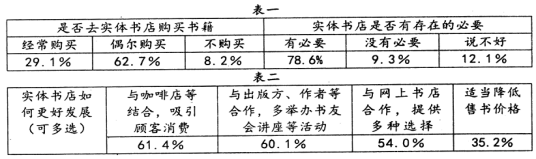 表一
是否去实体书店购买书籍 实体书店是否有存在的必要
经常购买 偶尔购买 不购买 有必要 没有必要 说不好
29.1% 62.7% 8.2% 78.6% 9.3% 12.1%
表二
实体书店如何更好发展(可多选) 与咖啡店等结合，吸引顾客消费 与出版方、作者等合作，多举办书友会讲座等活动 与网上书店合作，提供多种选择 适当降低售书价格
61.4% 60.1% 54.0% 35.2%